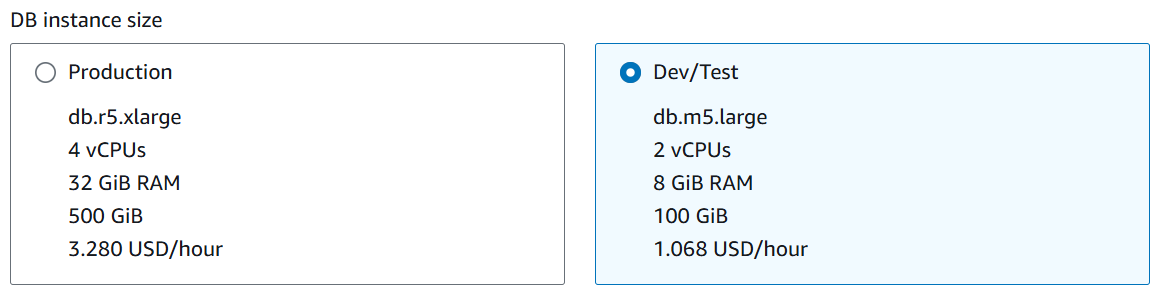 DB instance size
Production
db.r5.xlarge
4 vCPUs
32 GiB RAM
500 GiB
3.280 USD/hour
Dev/Test
db.m5.large
2 vCPUs
8 GiB RAM
100 GiB
1.068 USD/hour